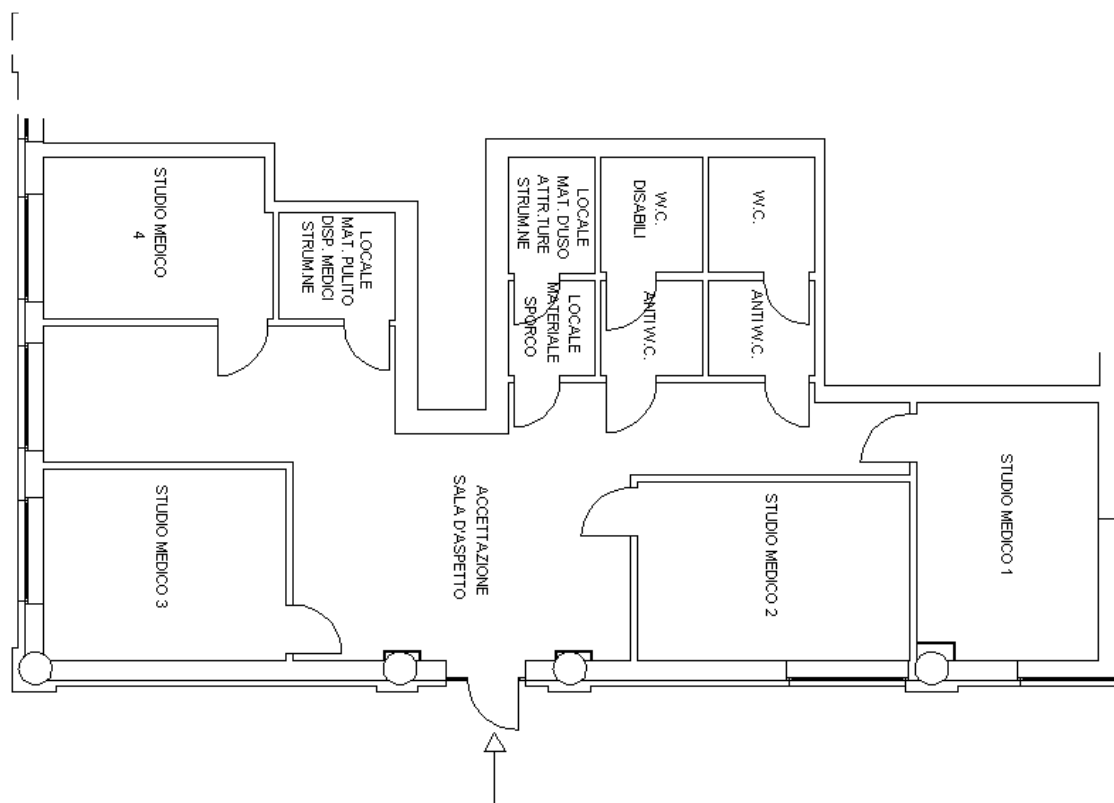 STUDIO MEDICO
4
LOCALE
MAT. PULITO
DISP. MEDICI
STRUM.NE
LOCALE
MAT. D'USO
ATTR.TURE
STRUM.NE
W.C.
DISABILI
W.C.
LOCALE
MATERIALE
SPORCO
ANTI W.C.
ANTI W.C.
STUDIO MEDICO 3
ACCETTAZIONE
SALA D'ASPETTO
STUDIO MEDICO 2
STUDIO MEDICO 1